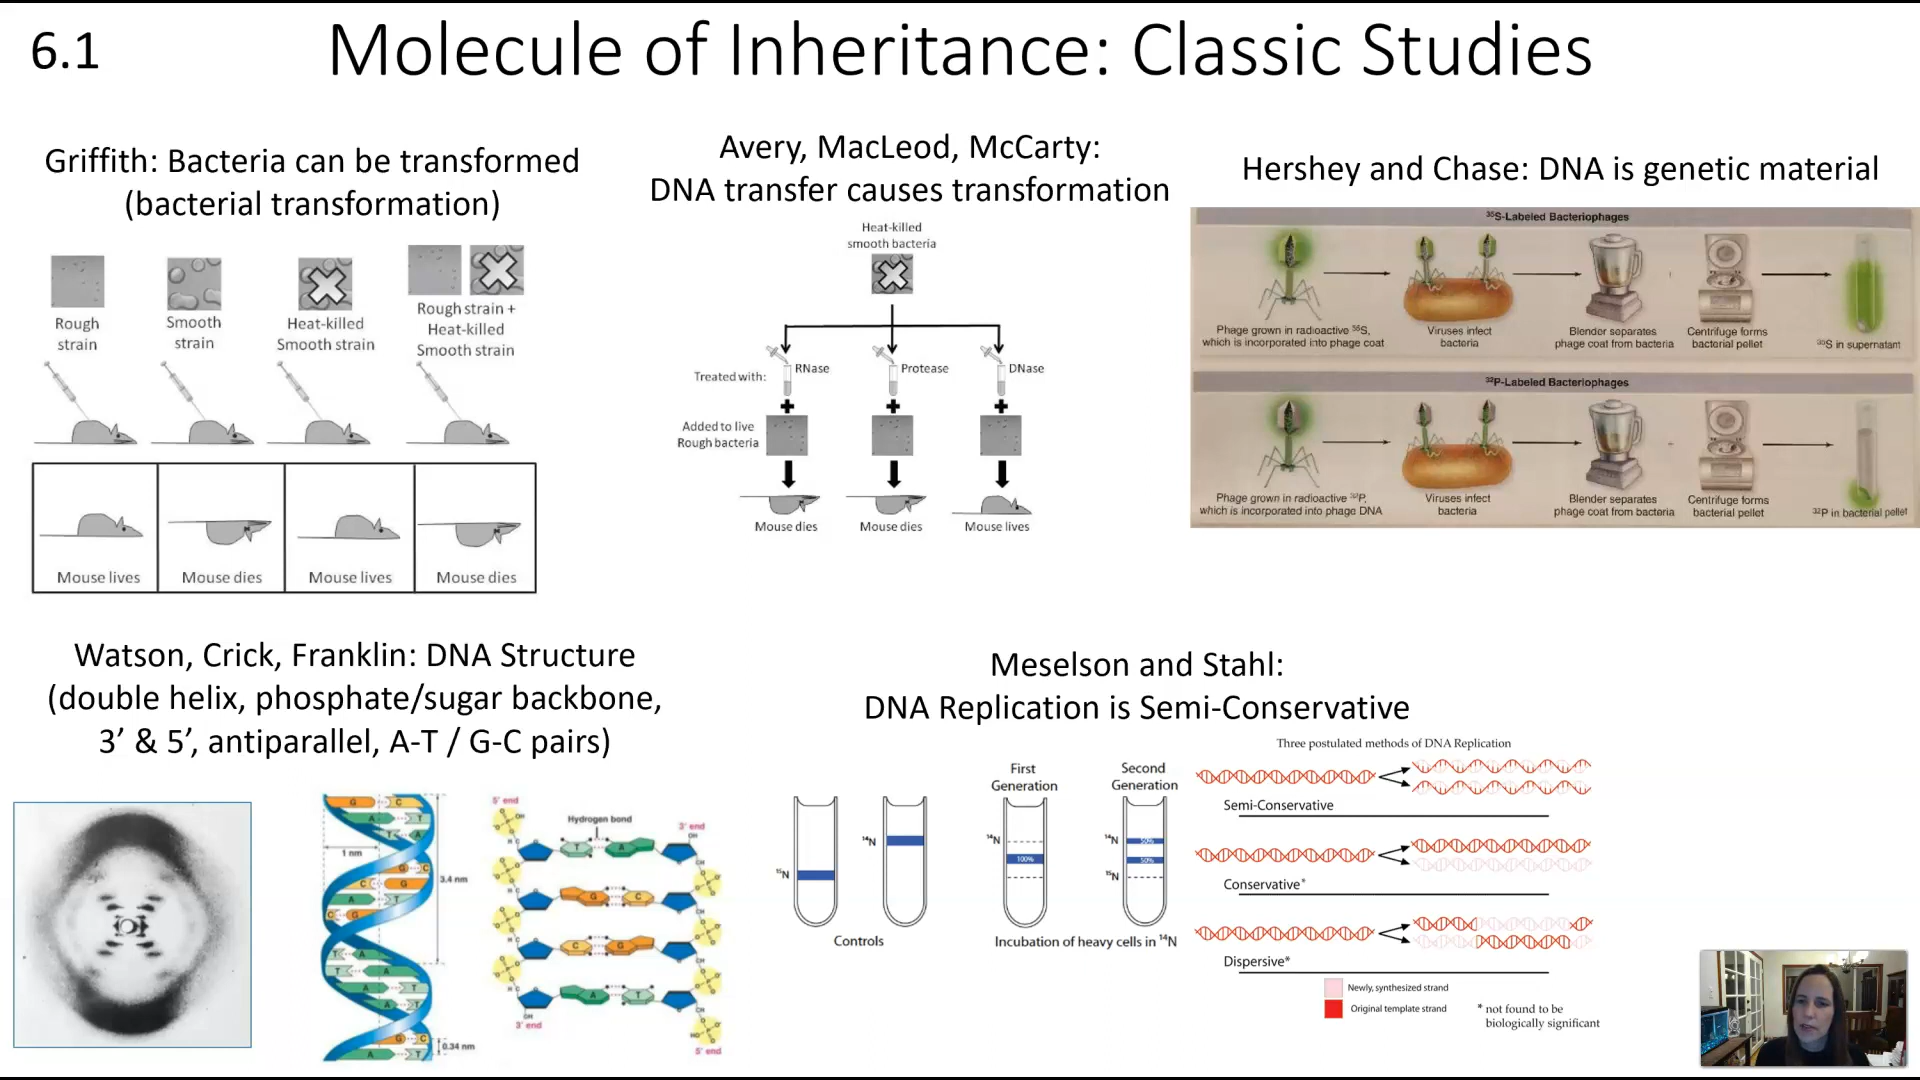 6.1
Molecule of Inheritance: Classic Studies
Griffith: Bacteria can be transformed
(bacterial transformation)
Rough
strain
Smooth
strain
Heat-killed
Smooth strain
Rough strain +
Heat-killed
Smooth strain
Mouse lives
Mouse dies
Mouse lives
Mouse dies
Avery, MacLeod, McCarty:
DNA transfer causes transformation
Heat-killed
smooth bacteria
Treated with:
RNase
Protease
DNase
Added to live
Rough bacteria
Mouse dies
Mouse dies
Mouse lives
Hershey and Chase: DNA is genetic material
³⁵S-Labeled Bacteriophages
Phage grown in radioactive ³⁵S,
which is incorporated into phage coat
Viruses infect
bacteria
Blender separates
phage coat from bacteria
Centrifuge forms
bacterial pellet
³⁵S in supernatant
³²P-Labeled Bacteriophages
Phage grown in radioactive ³²P,
which is incorporated into phage DNA
Viruses infect
bacteria
Blender separates
phage coat from bacteria
Centrifuge forms
bacterial pellet
³²P in bacterial pellet
Watson, Crick, Franklin: DNA Structure
(double helix, phosphate/sugar backbone,
3’ & 5’, antiparallel, A-T / G-C pairs)
G C
A T
T A
1 nm
3.4 nm
G C
C G
A T
C G
T A
T A
A T
G C
0.34 nm
A T
5' end
Hydrogen bond
3' end
T A
G C
C G
A T
3' end
5' end
Meselson and Stahl:
DNA Replication is Semi-Conservative
¹⁵N
¹⁴N
Controls
First
Generation
¹⁴N
100%
Second
Generation
¹⁴N
50%
50%
¹⁵N
Incubation of heavy cells in ¹⁴N
Three postulated methods of DNA Replication
Semi-Conservative
Conservative*
Dispersive*
Newly, synthesized strand
Original template strand
* not found to be
biologically significant